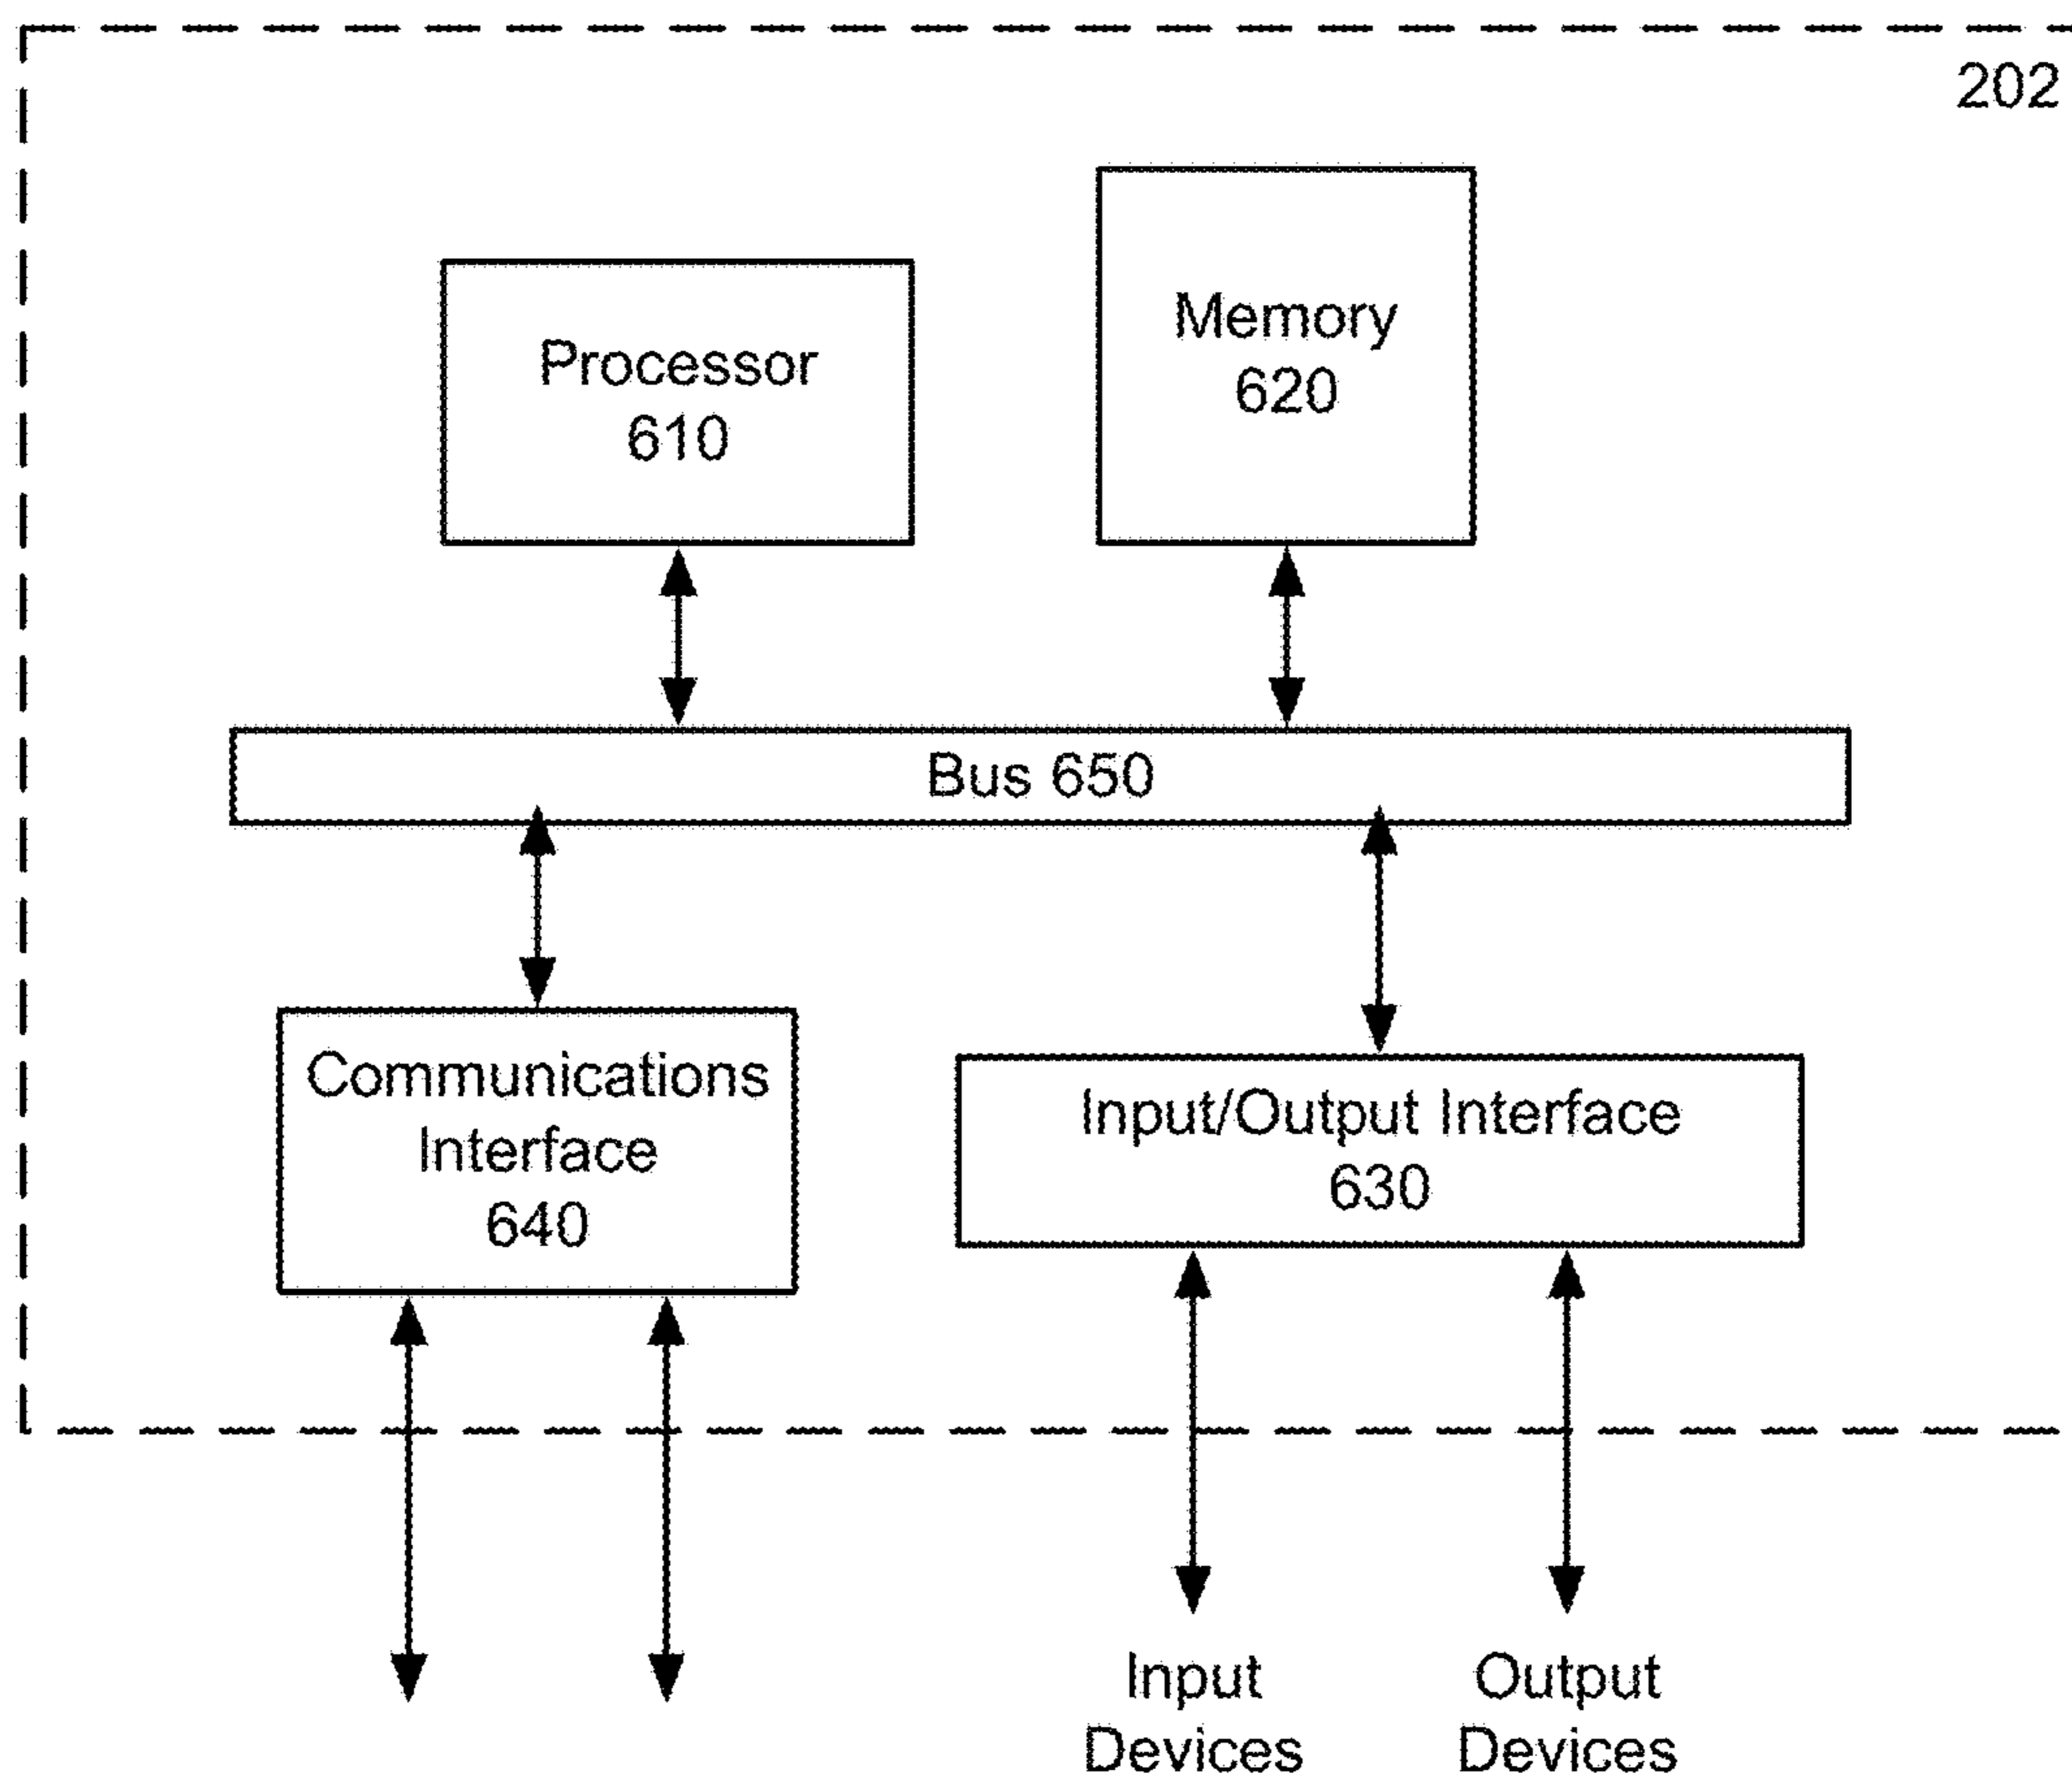 202
Processor
610
Memory
620
Bus 650
Communications
Interface
640
Input/Output Interface
630
Input
Devices
Output
Devices